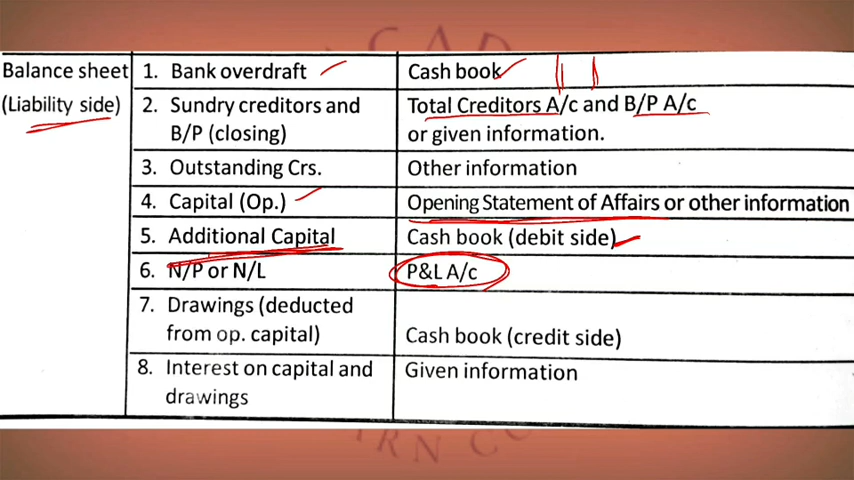 CAD
Balance sheet
(Liability side)
1. Bank overdraft
Cash book
2. Sundry creditors and
B/P (closing)
Total Creditors A/c and B/P A/c
or given information.
3. Outstanding Crs.
Other information
4. Capital (Op.)
Opening Statement of Affairs or other information
5. Additional Capital
Cash book (debit side)
6. N/P or N/L
P&L A/c
7. Drawings (deducted
from op. capital)
Cash book (credit side)
8. Interest on capital and
drawings
Given information